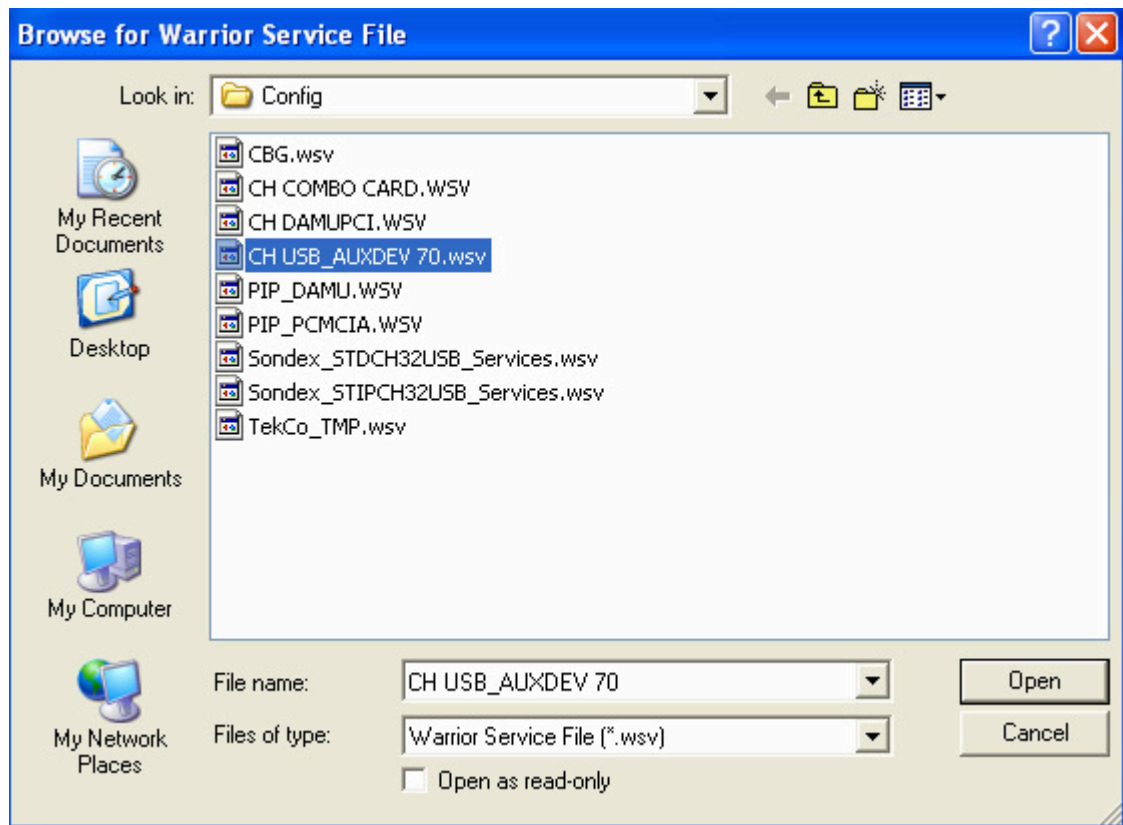 Browse for Warrior Service File
Look in: Config
My Recent Documents
Desktop
My Documents
My Computer
My Network Places
CBG.wsv
CH COMBO CARD.WSV
CH DAMUPCI.WSV
CH USB_AUXDEV 70.wsv
PIP_DAMU.WSV
PIP_PCMCIA.WSV
Sondex_STDCH32USB_Services.wsv
Sondex_STIPCH32USB_Services.wsv
TekCo_TMP.wsv
File name: CH USB_AUXDEV 70 Open
Files of type: Warrior Service File (*.wsv) Cancel
Open as read-only